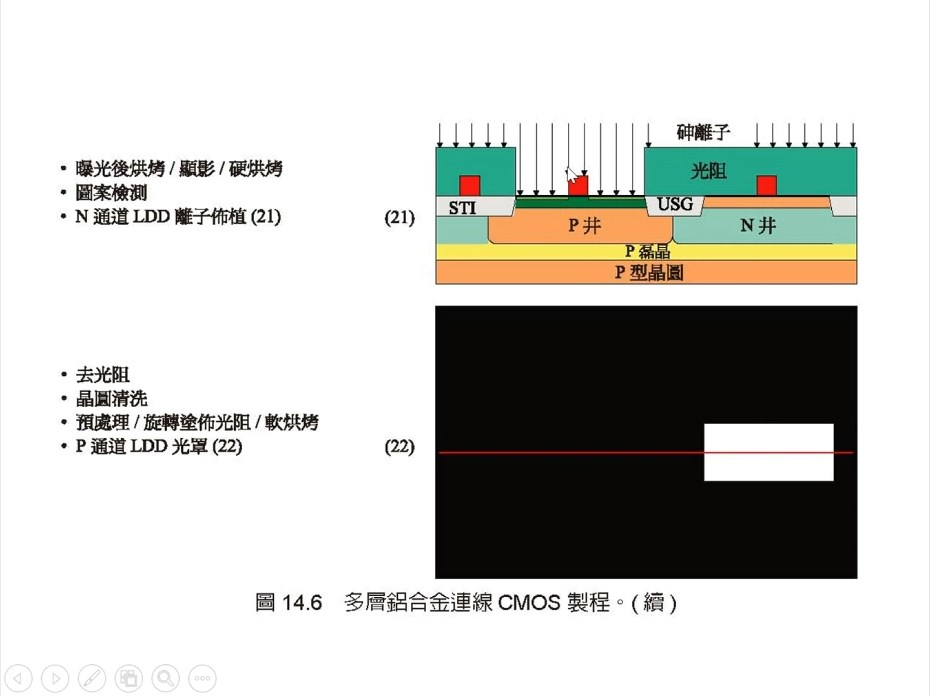 • 曝光後烘烤 / 顯影 / 硬烘烤
• 圖案檢測
• N 通道 LDD 離子佈植 (21)
(21)
砷離子
光阻
STI
USG
P 井
N 井
P 磊晶
P 型晶圓
• 去光阻
• 晶圓清洗
• 預處理 / 旋轉塗佈光阻 / 軟烘烤
• P 通道 LDD 光罩 (22)
(22)
圖 14.6 多層鋁合金連線 CMOS 製程。( 續 )